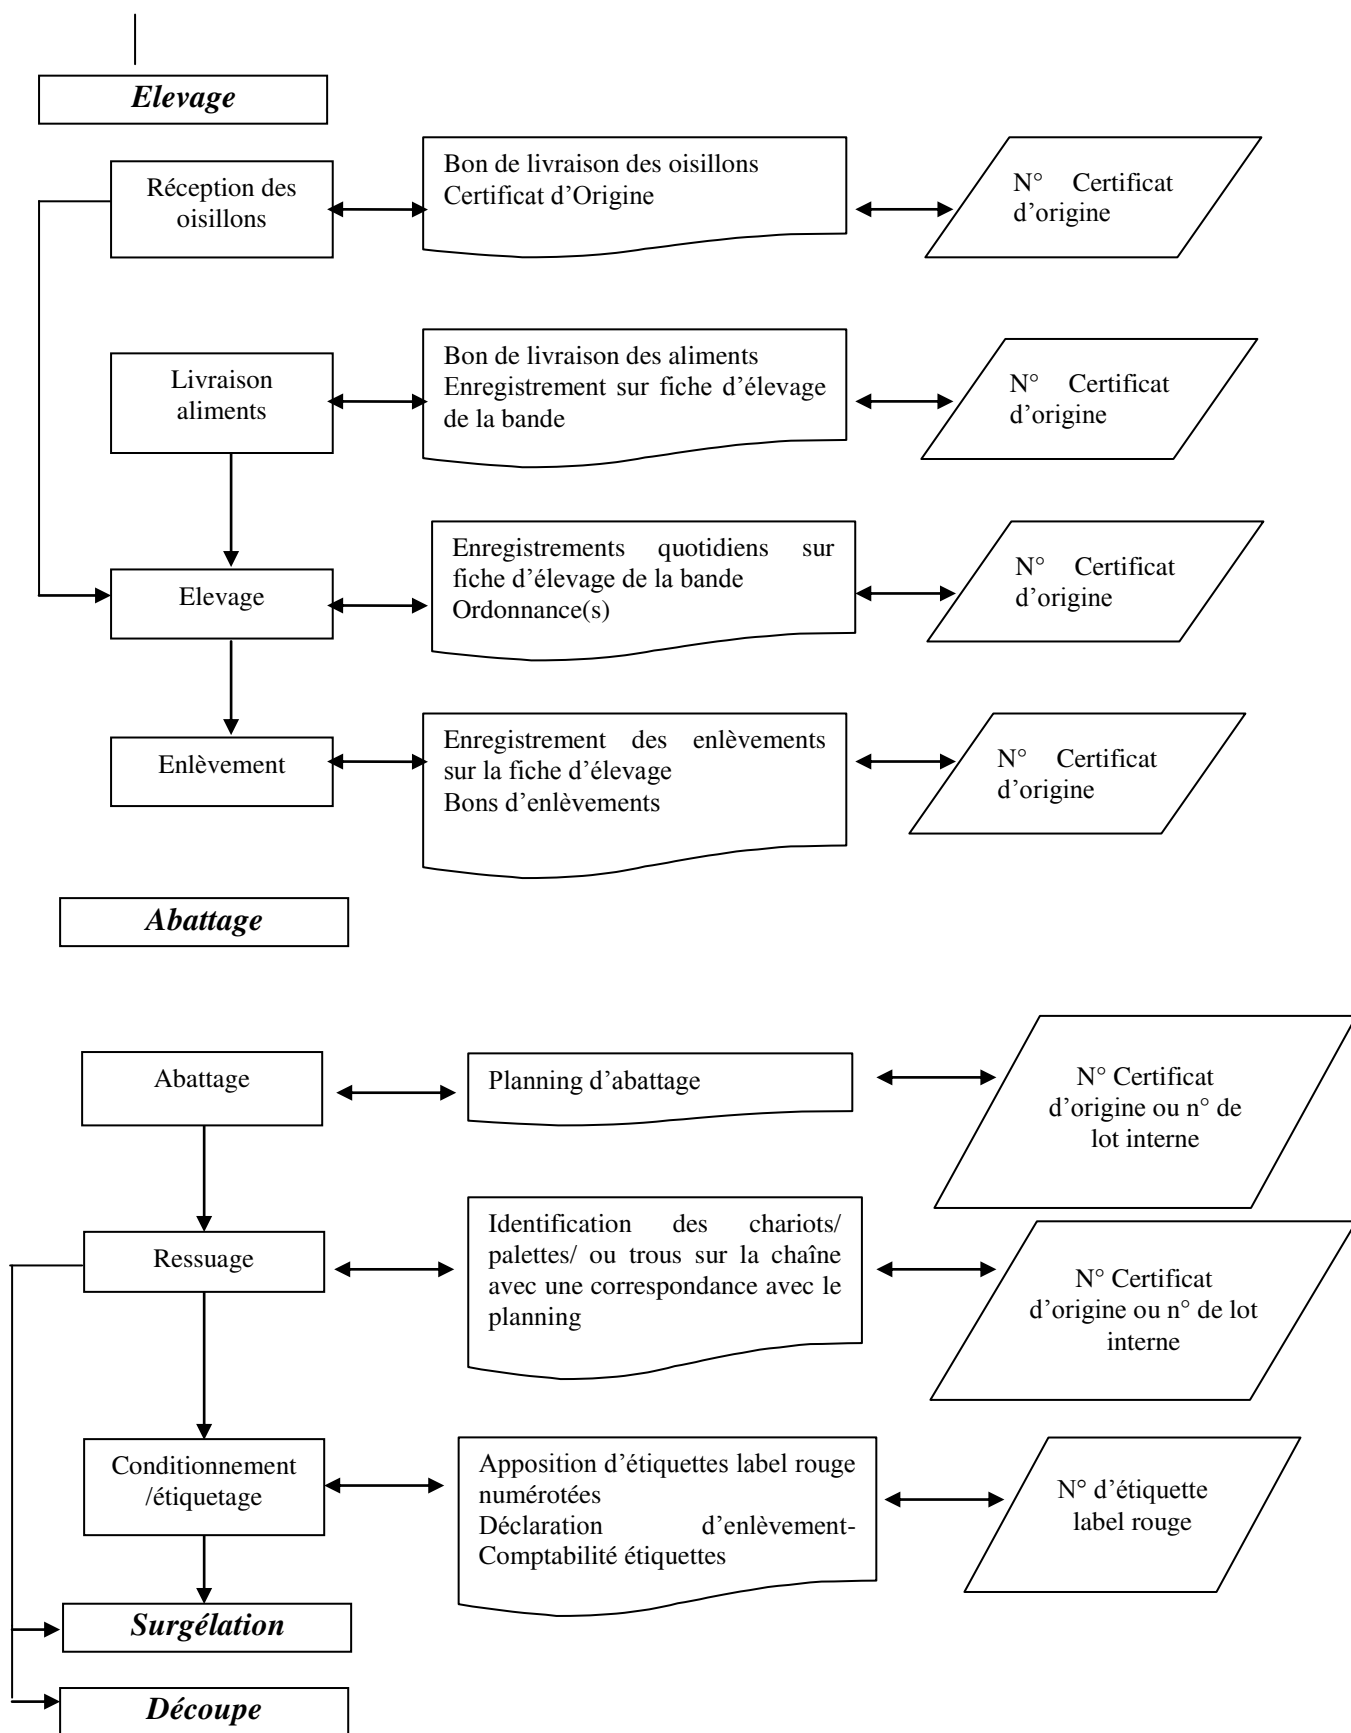 Elevage
Réception des
oisillons
Bon de livraison des oisillons
Certificat d’Origine
N° Certificat
d’origine
Livraison
aliments
Bon de livraison des aliments
Enregistrement sur fiche d’élevage
de la bande
N° Certificat
d’origine
Elevage
Enregistrements quotidiens sur
fiche d’élevage de la bande
Ordonnance(s)
N° Certificat
d’origine
Enlèvement
Enregistrement des enlèvements
sur la fiche d’élevage
Bons d’enlèvements
N° Certificat
d’origine
Abattage
Abattage
Planning d’abattage
N° Certificat
d’origine ou n° de
lot interne
Ressuage
Identification des chariots/
palettes/ ou trous sur la chaîne
avec une correspondance avec le
planning
N° Certificat
d’origine ou n° de lot
interne
Conditionnement
/étiquetage
Apposition d’étiquettes label rouge
numérotées
Déclaration d’enlèvement-
Comptabilité étiquettes
N° d’étiquette
label rouge
Surgélation
Découpe